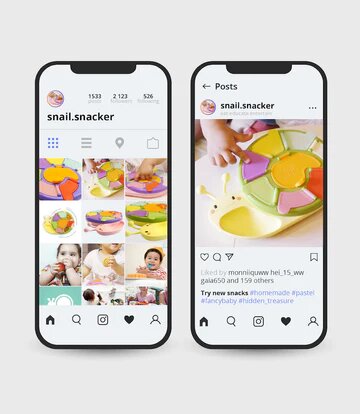 1533
posts
2 123
followers
526
following
snail.snacker
Posts
snail.snacker
eat educate entertain
Liked by monniiquww hei_15_ww
gaia650 and 159 others
Try new snacks #homemade #pastel
#fancybaby #hidden_treasure